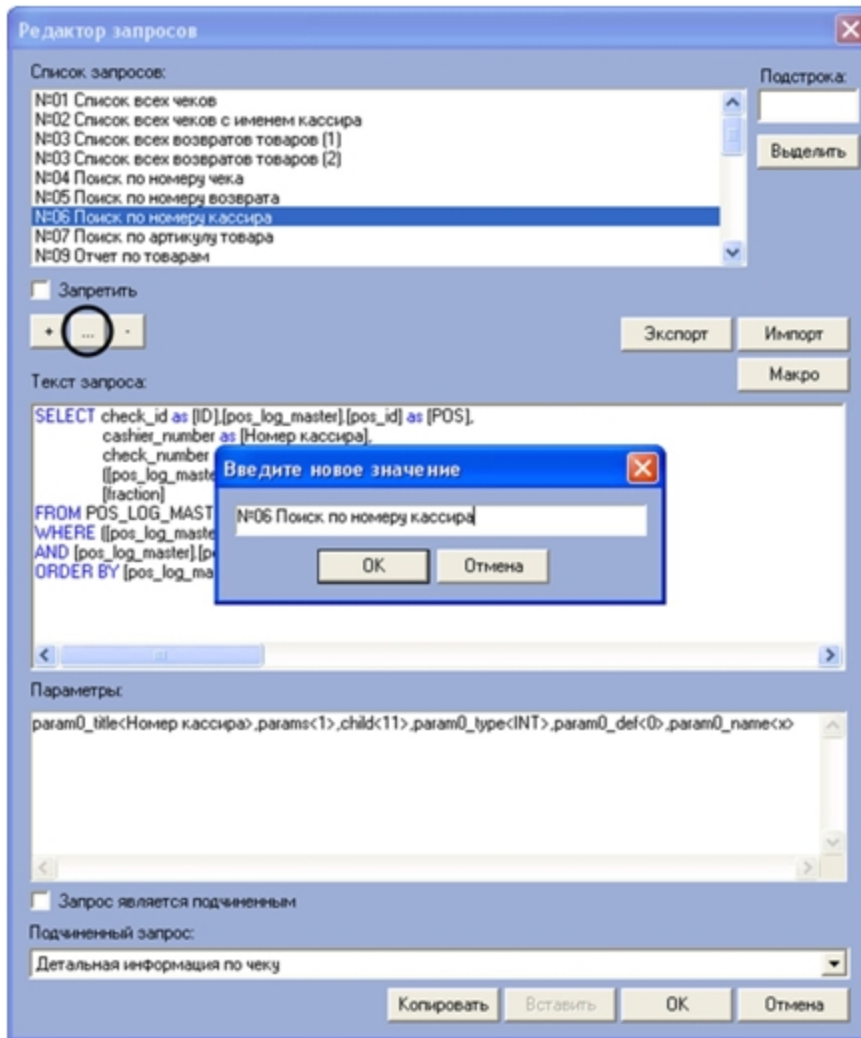 Редактор запросов
Список запросов:
Подстрока:
№01 Список всех чеков
№02 Список всех чеков с именем кассира
№03 Список всех возвратов товаров (1)
№03 Список всех возвратов товаров (2)
№04 Поиск по номеру чека
№05 Поиск по номеру возврата
№06 Поиск по номеру кассира
№07 Поиск по артикулу товара
№09 Отчет по товарам
Выделить
Запретить
+ ... -
Экспорт Импорт
Макро
Текст запроса:
SELECT check_id as [ID],[pos_log_master].[pos_id] as [POS],
cashier_number as [Номер кассира],
check_number
([pos_log_maste
[fraction]
FROM POS_LOG_MAST
WHERE ([pos_log_maste
AND [pos_log_master].[p
ORDER BY [pos_log_ma
Введите новое значение
№06 Поиск по номеру кассира
OK Отмена
Параметры:
param0_title<Номер кассира>,params<1>,child<11>,param0_type<INT>,param0_def<0>,param0_name<x>
Запрос является подчиненным
Подчиненный запрос:
Детальная информация по чеку
Копировать Вставить OK Отмена